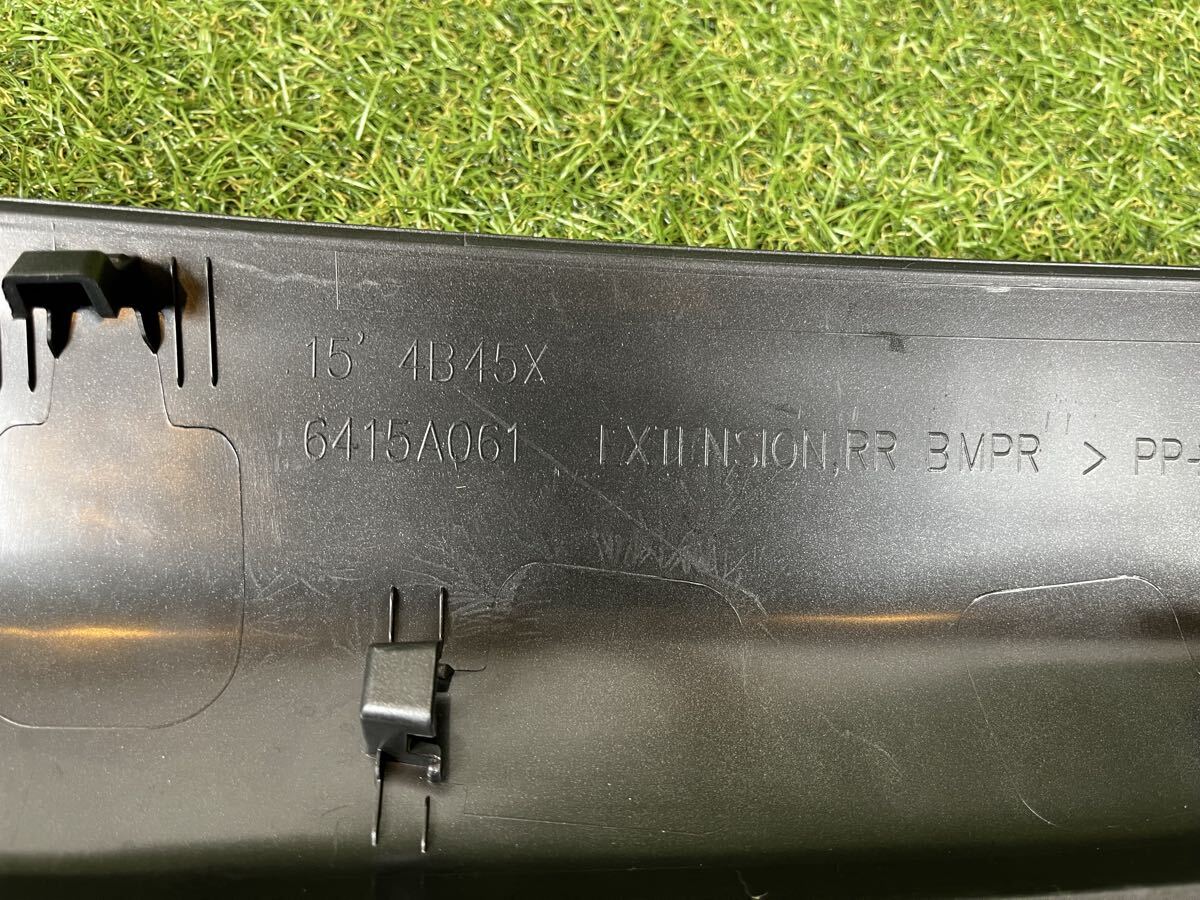 15' 4B45X
6415A061 EXTENSION,RR BMPR > PP-